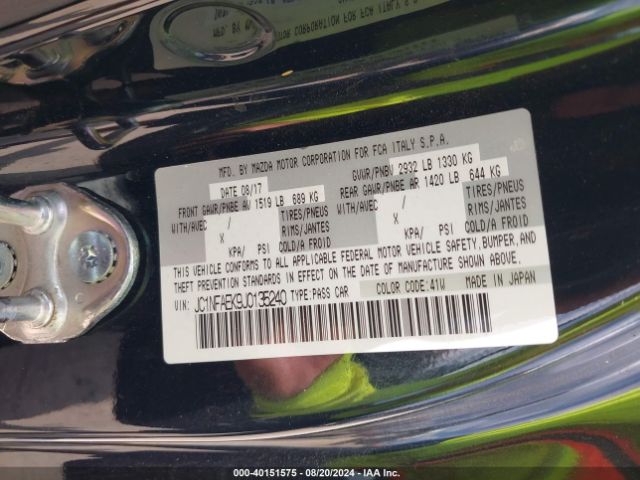 MFD. BY MAZDA MOTOR CORPORATION FOR FCA ITALY S.P.A.
DATE 08/17 GVWR/PNBV 2932 LB 1330 KG
FRONT GAWR/PNBE AV 1519 LB 689 KG REAR GAWR/PNBE AR 1420 LB 644 KG
WITH/AVEC / TIRES/PNEUS WITH/AVEC / TIRES/PNEUS
X RIMS/JANTES X RIMS/JANTES
KPA/ PSI COLD/A FROID KPA/ PSI COLD/A FROID
THIS VEHICLE CONFORMS TO ALL APPLICABLE FEDERAL MOTOR VEHICLE SAFETY, BUMPER, AND
THEFT PREVENTION STANDARDS IN EFFECT ON THE DATE OF MANUFACTURE SHOWN ABOVE.
VIN: JC1NFAEK9J0135240 TYPE: PASS CAR COLOR CODE: 41W MADE IN JAPAN
000-40151575 - 08/20/2024 - IAA Inc.